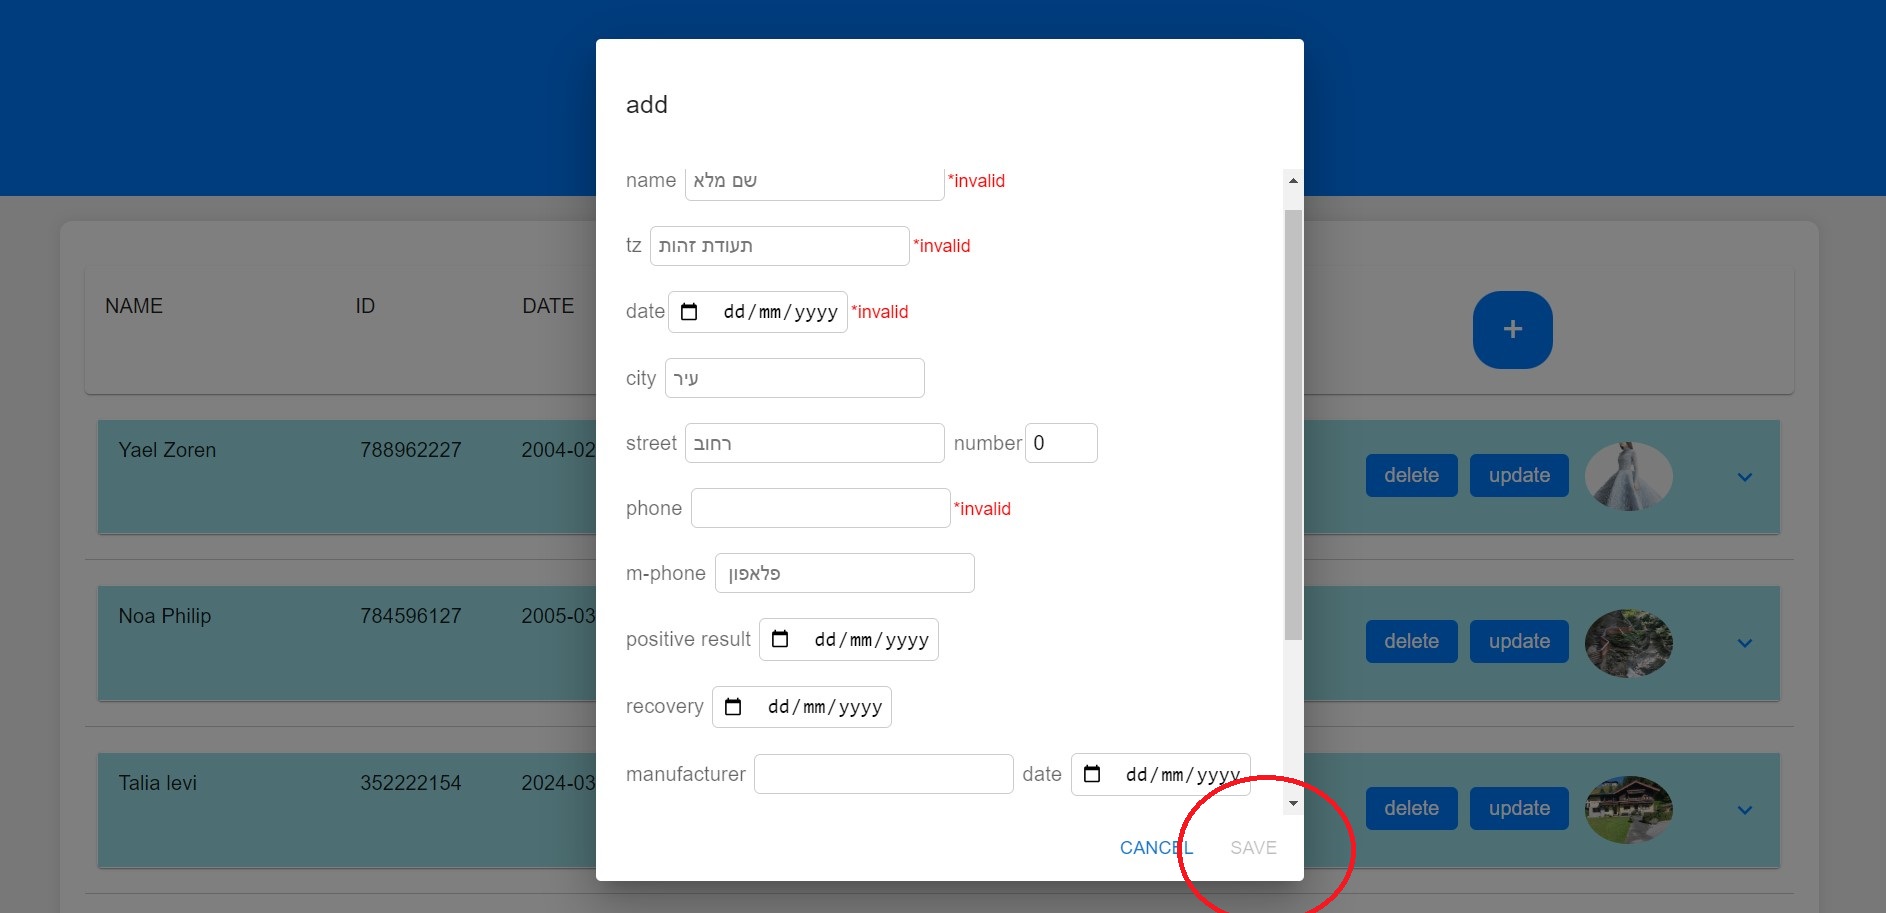 add
name שם מלא *invalid
tz תעודת זהות *invalid
date dd/mm/yyyy *invalid
city עיר
street רחוב number 0
phone *invalid
m-phone פלאפון
positive result dd/mm/yyyy
recovery dd/mm/yyyy
manufacturer date dd/mm/yyyy
CANCEL SAVE
NAME ID DATE +
Yael Zoren 788962227 2004-02 delete update
Noa Philip 784596127 2005-03 delete update
Talia levi 352222154 2024-03 delete update